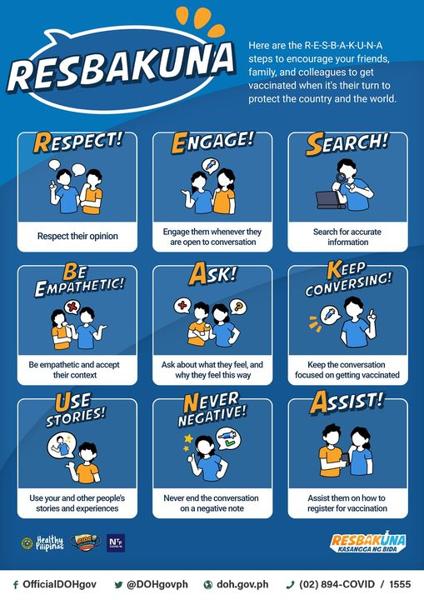 RESBAKUNA
Here are the R-E-S-B-A-K-U-N-A
steps to encourage your friends,
family, and colleagues to get
vaccinated when it's their turn to
protect the country and the world.
RESPECT!
Respect their opinion
ENGAGE!
Engage them whenever they
are open to conversation
SEARCH!
Search for accurate
information
BE
EMPATHETIC!
Be empathetic and accept
their context
ASK!
Ask about what they feel, and
why they feel this way
KEEP
CONVERSING!
Keep the conversation
focused on getting vaccinated
USE
STORIES!
Use your and other people's
stories and experiences
NEVER
NEGATIVE!
Never end the conversation
on a negative note
ASSIST!
Assist them on how to
register for vaccination
Healthy
Pilipinas
RESBAKUNA
KASANGGA NG BIDA
OfficialDOHgov
@DOHgovph
doh.gov.ph
(02) 894-COVID / 1555